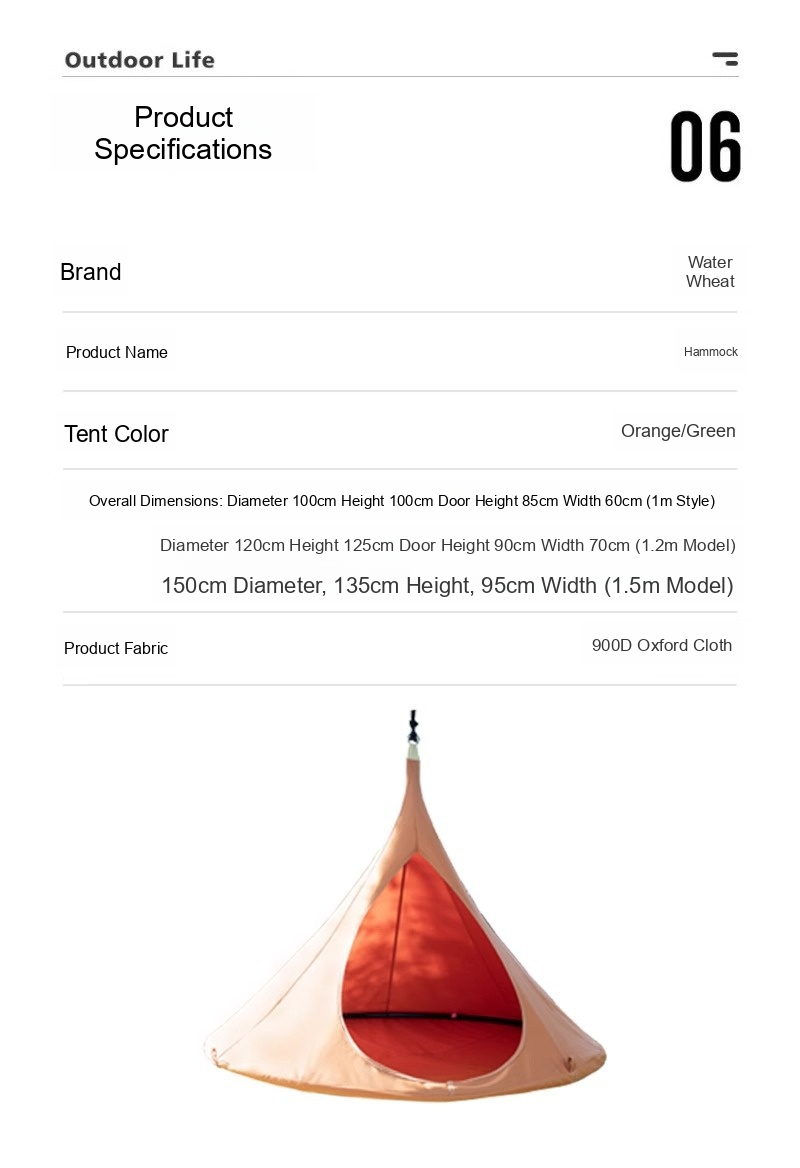 Outdoor Life
Product
Specifications
06
Brand
Water
Wheat
Product Name
Hammock
Tent Color
Orange/Green
Overall Dimensions: Diameter 100cm Height 100cm Door Height 85cm Width 60cm (1m Style)
Diameter 120cm Height 125cm Door Height 90cm Width 70cm (1.2m Model)
150cm Diameter, 135cm Height, 95cm Width (1.5m Model)
Product Fabric
900D Oxford Cloth